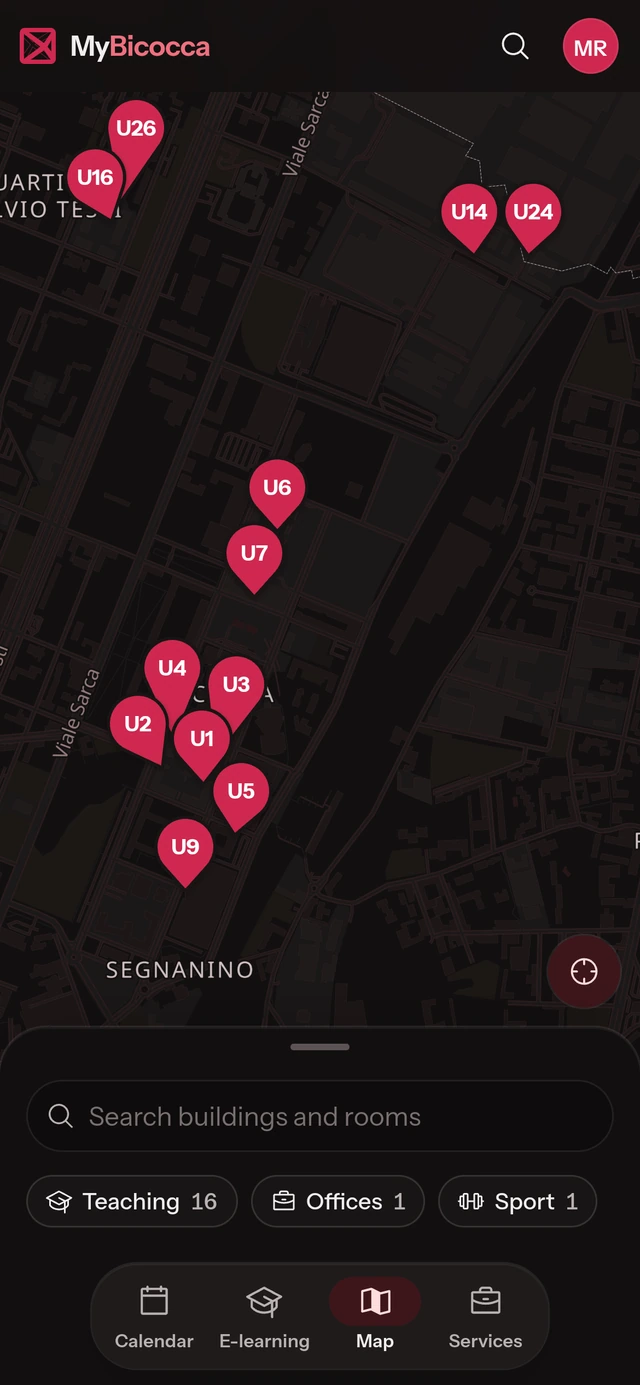 MyBicocca
MR
Viale Sarca
U26
U16
U14
U24
U6
U7
U4
U3
U2
U1
Viale Sarca
U5
U9
SEGNANINO
Search buildings and rooms
Teaching 16
Offices 1
Sport 1
Calendar
E-learning
Map
Services